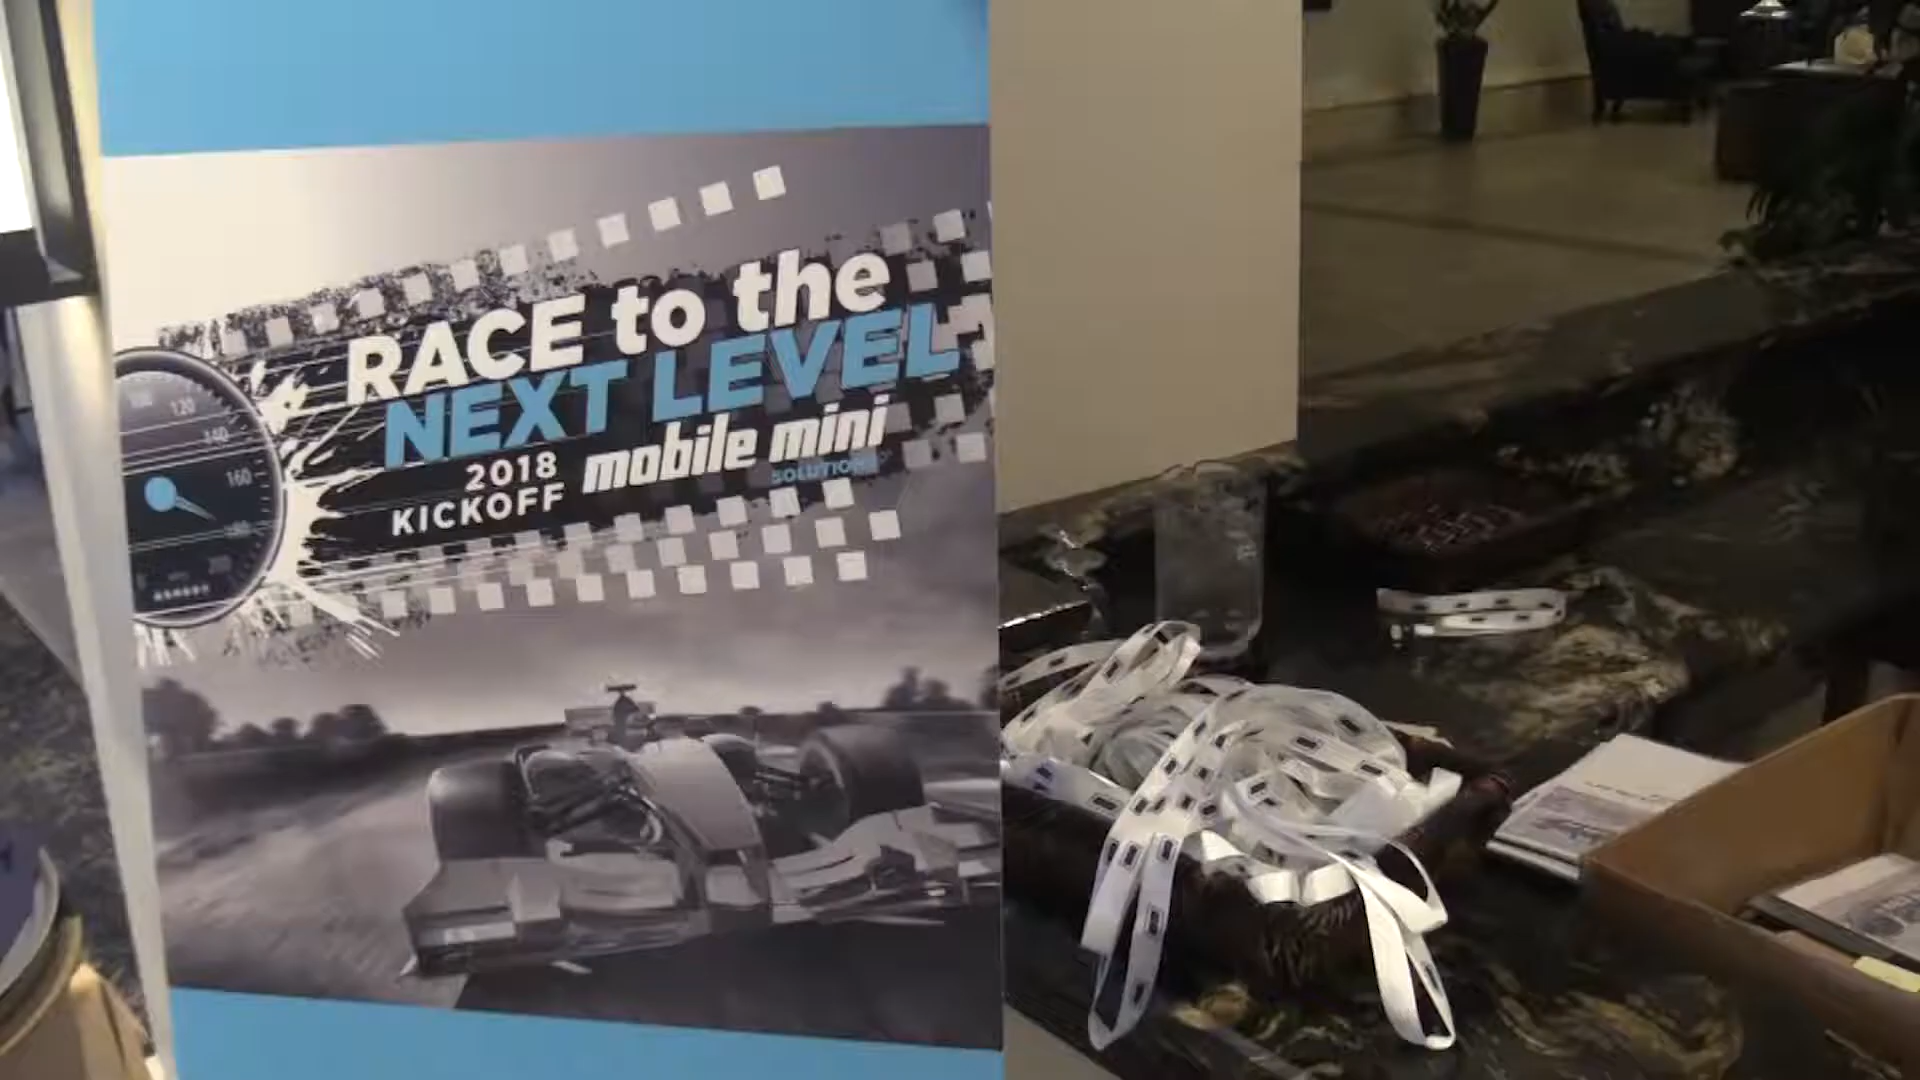 RACE to the
NEXT LEVEL
2018
KICKOFF
mobile mini
SOLUTIONS
120
140
160